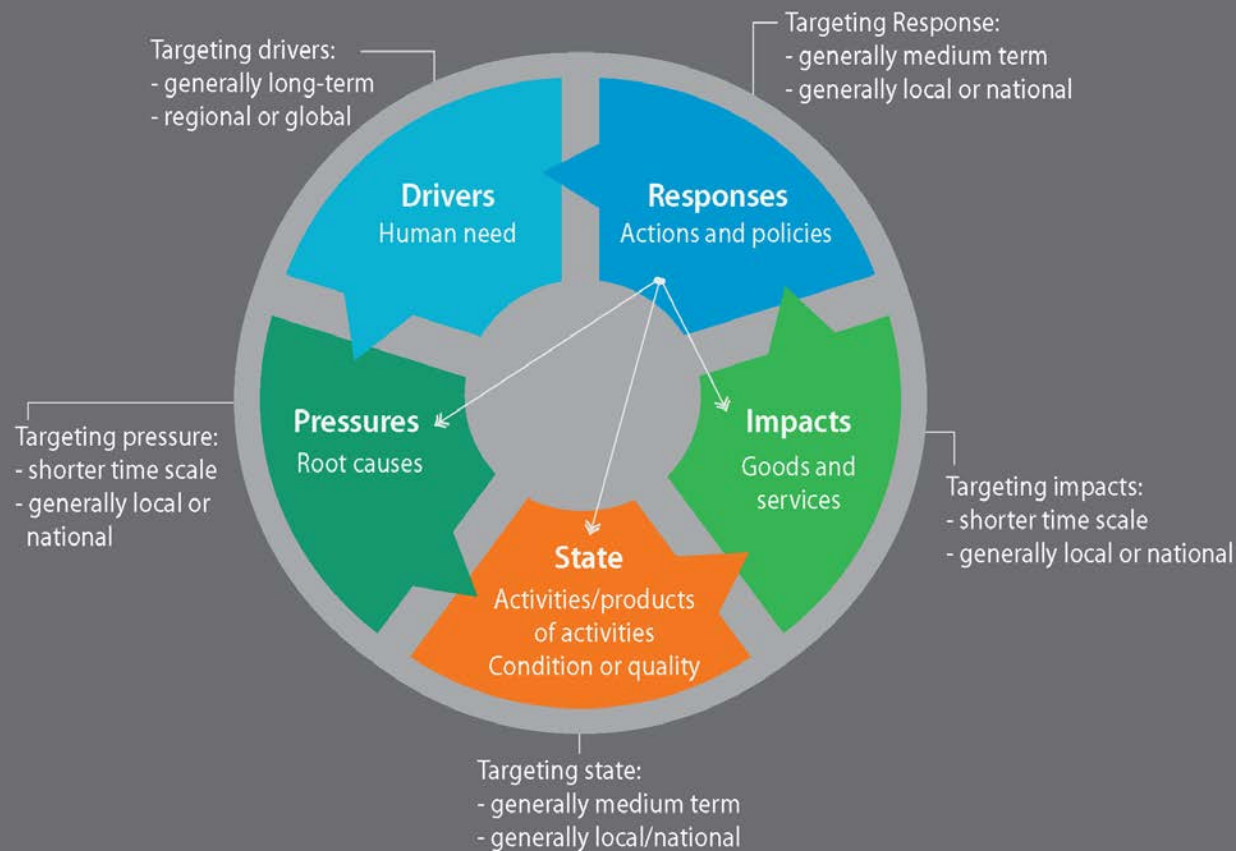 Targeting drivers:
- generally long-term
- regional or global
Targeting Response:
- generally medium term
- generally local or national
Drivers
Human need
Responses
Actions and policies
Pressures
Root causes
Impacts
Goods and
services
State
Activities/products
of activities
Condition or quality
Targeting pressure:
- shorter time scale
- generally local or
national
Targeting impacts:
- shorter time scale
- generally local or national
Targeting state:
- generally medium term
- generally local/national